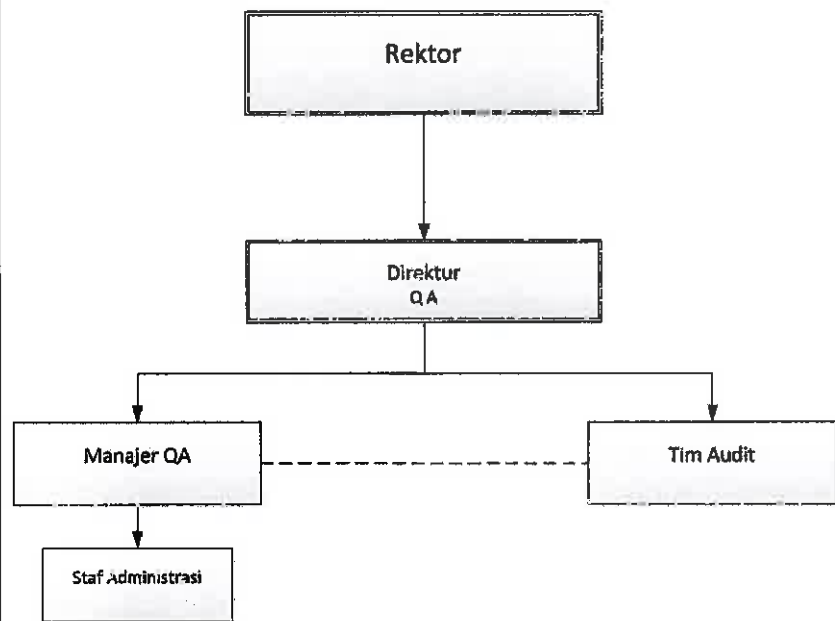 Rektor
Direktur
QA
Manajer QA
Tim Audit
Staf Administrasi